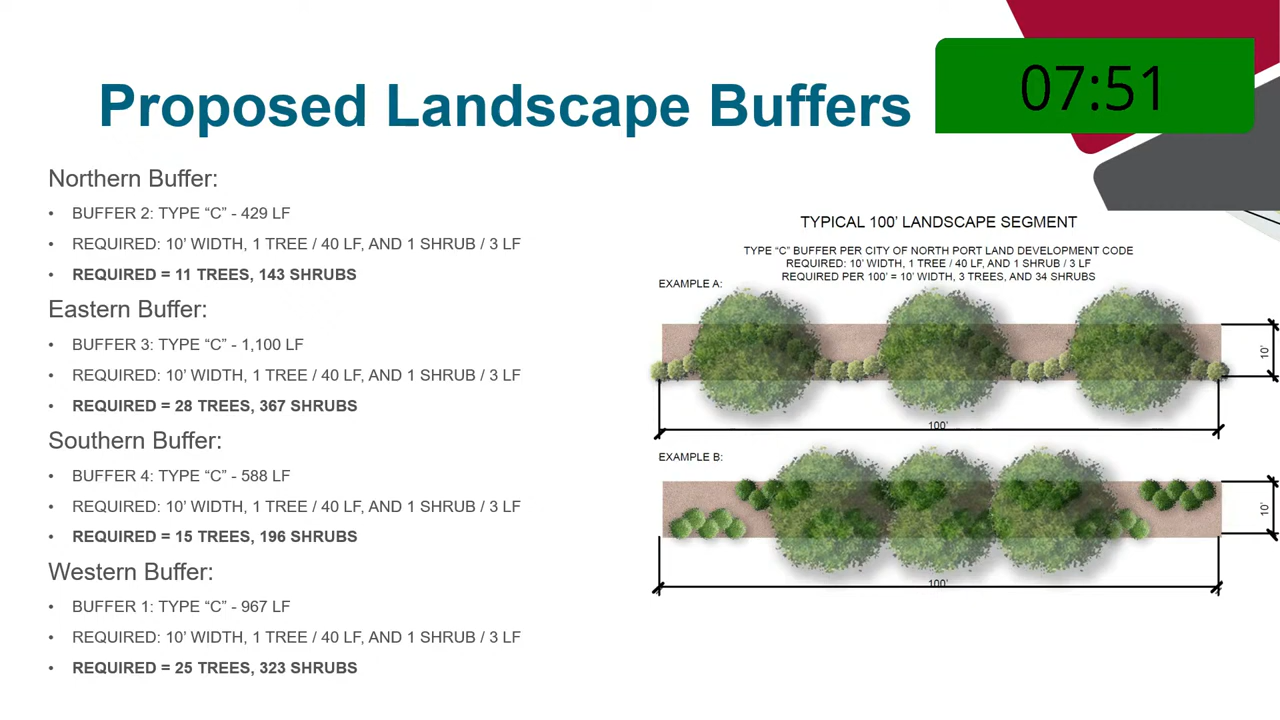 Proposed Landscape Buffers
07:51
Northern Buffer:
• BUFFER 2: TYPE “C” - 429 LF
• REQUIRED: 10’ WIDTH, 1 TREE / 40 LF, AND 1 SHRUB / 3 LF
• REQUIRED = 11 TREES, 143 SHRUBS
Eastern Buffer:
• BUFFER 3: TYPE “C” - 1,100 LF
• REQUIRED: 10’ WIDTH, 1 TREE / 40 LF, AND 1 SHRUB / 3 LF
• REQUIRED = 28 TREES, 367 SHRUBS
Southern Buffer:
• BUFFER 4: TYPE “C” - 588 LF
• REQUIRED: 10’ WIDTH, 1 TREE / 40 LF, AND 1 SHRUB / 3 LF
• REQUIRED = 15 TREES, 196 SHRUBS
Western Buffer:
• BUFFER 1: TYPE “C” - 967 LF
• REQUIRED: 10’ WIDTH, 1 TREE / 40 LF, AND 1 SHRUB / 3 LF
• REQUIRED = 25 TREES, 323 SHRUBS
TYPICAL 100’ LANDSCAPE SEGMENT
TYPE “C” BUFFER PER CITY OF NORTH PORT LAND DEVELOPMENT CODE
REQUIRED: 10’ WIDTH, 1 TREE / 40 LF, AND 1 SHRUB / 3 LF
REQUIRED PER 100’ = 10’ WIDTH, 3 TREES, AND 34 SHRUBS
EXAMPLE A:
10’
100’
EXAMPLE B:
10’
100’